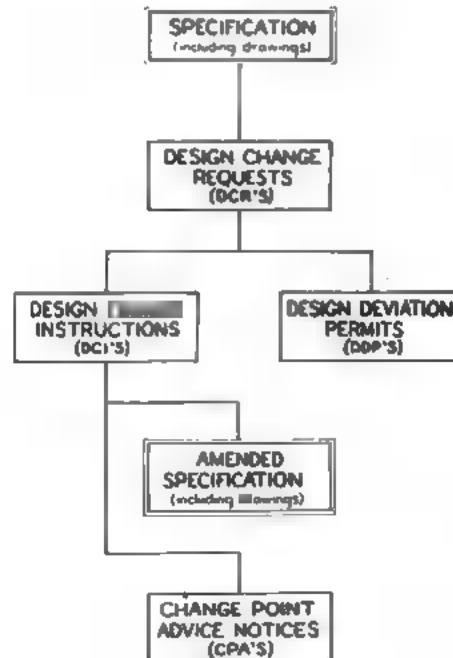 SPECIFICATION
(including drawings)
DESIGN CHANGE
REQUESTS
(DCR'S)
DESIGN
INSTRUCTIONS
(DCI'S)
DESIGN DEVIATION
PERMITS
(DDP'S)
AMENDED
SPECIFICATION
(including
CHANGE POINT
ADVICE NOTICES
(CPA'S)